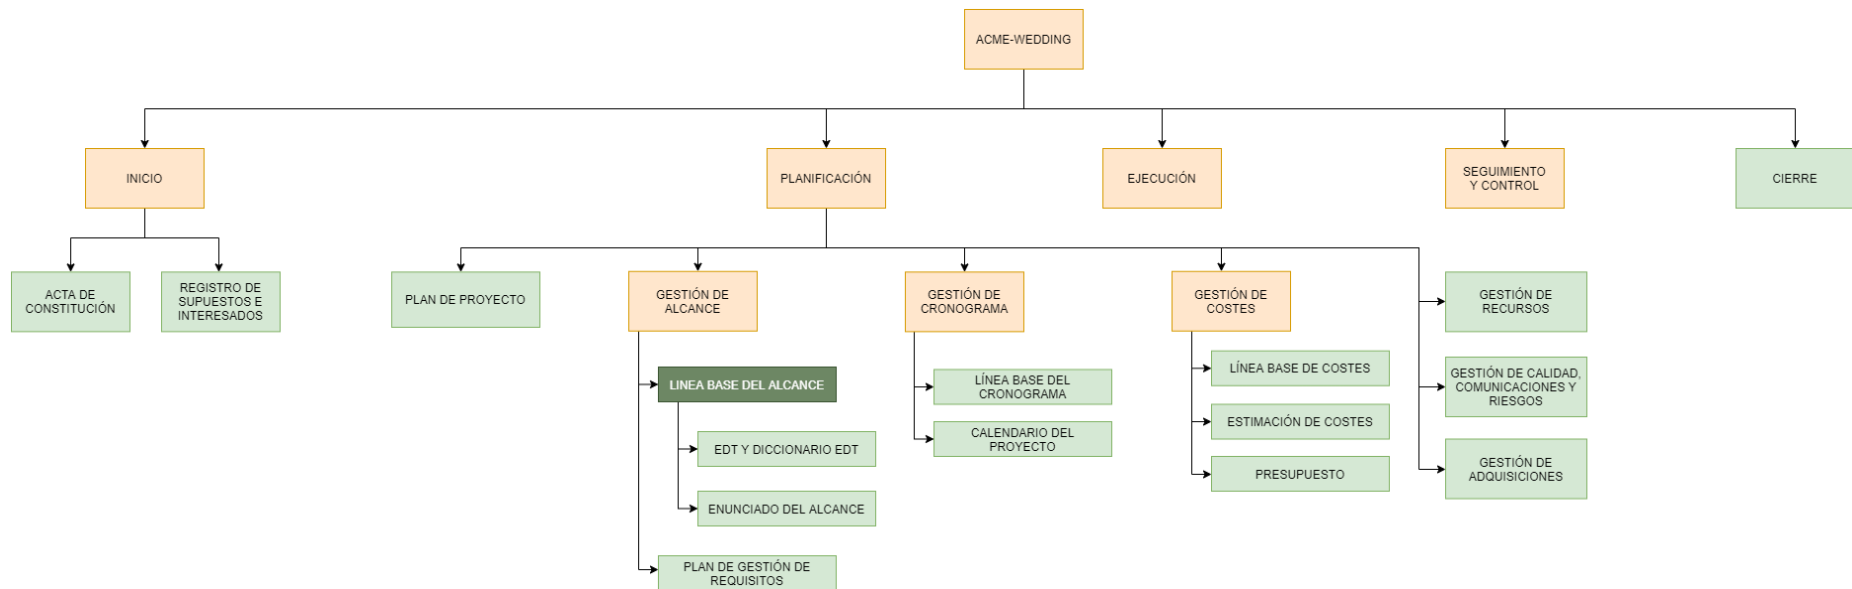 ACME-WEDDING
INICIO
PLANIFICACIÓN
EJECUCIÓN
SEGUIMIENTO
Y CONTROL
CIERRE
ACTA DE
CONSTITUCIÓN
REGISTRO DE
SUPUESTOS E
INTERESADOS
PLAN DE PROYECTO
GESTIÓN DE
ALCANCE
LINEA BASE DEL ALCANCE
EDT Y DICCIONARIO EDT
ENUNCIADO DEL ALCANCE
PLAN DE GESTIÓN DE
REQUISITOS
GESTIÓN DE
CRONOGRAMA
LÍNEA BASE DEL
CRONOGRAMA
CALENDARIO DEL
PROYECTO
GESTIÓN DE
COSTES
LÍNEA BASE DE COSTES
ESTIMACIÓN DE COSTES
PRESUPUESTO
GESTIÓN DE
RECURSOS
GESTIÓN DE CALIDAD,
COMUNICACIONES Y
RIESGOS
GESTIÓN DE
ADQUISICIONES